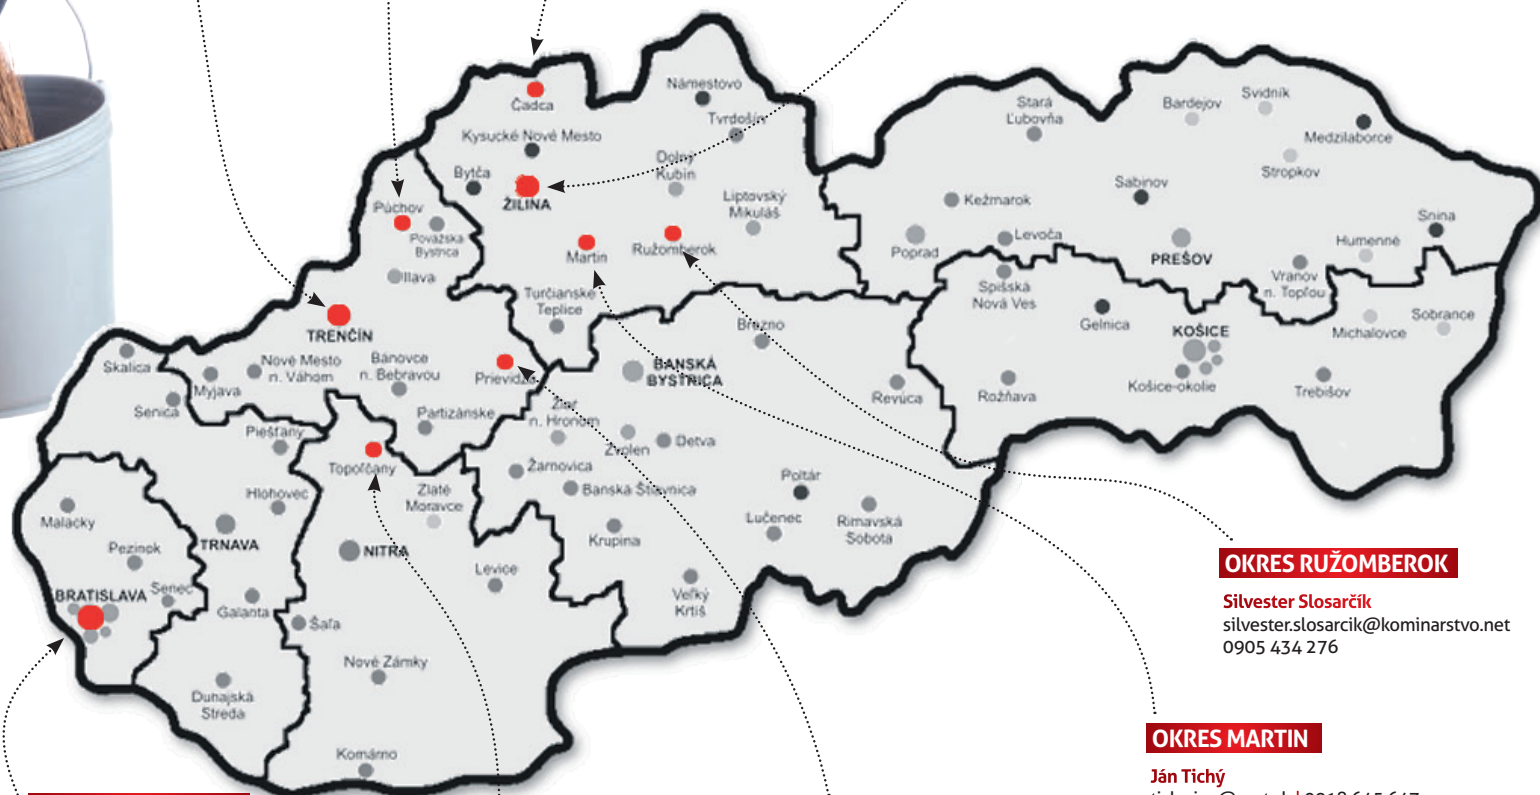 Čadca
Námestovo
Tvrdošín
Kysucké Nové Mesto
Bytča
ŽILINA
Dolný
Kubín
Liptovský
Mikuláš
Púchov
Považská
Bystrica
Ilava
Martin
Ružomberok
Turčianske
Teplice
TRENČÍN
Stará
Ľubovňa
Bardejov
Svidník
Medzilaborce
Stropkov
Kežmarok
Sabinov
Poprad
Levoča
PREŠOV
Snina
Humenné
Vranov
n. Topľou
Spišská
Nová Ves
Gelnica
KOŠICE
Michalovce
Sobrance
Košice-okolie
Trebišov
Rožňava
Revúca
Brezno
BANSKÁ
BYSTRICA
Prievidza
Skalica
Nové Mesto
n. Váhom
Bánovce
n. Bebravou
Myjava
Senica
Partizánske
Žiar
n. Hronom
Zvolen
Detva
Piešťany
Topoľčany
Žarnovica
Banská Štiavnica
Poltár
Hlohovec
Zlaté
Moravce
Malacky
TRNAVA
NITRA
Krupina
Lučenec
Rimavská
Sobota
Pezinok
Levice
Veľký
Krtíš
BRATISLAVA
Senec
Galanta
Šaľa
Nové Zámky
Dunajská
Streda
Komárno
OKRES RUŽOMBEROK
Silvester Slosarčík
silvester.slosarcik@kominarstvo.net
0905 434 276
OKRES MARTIN
Ján Tichý